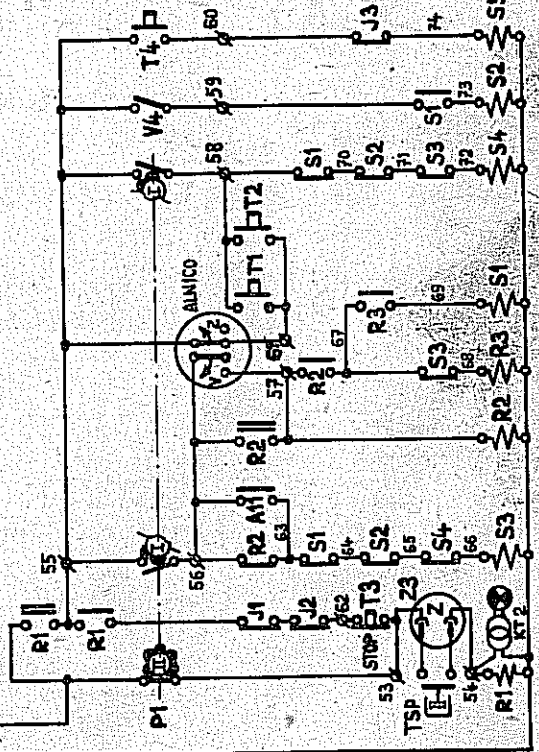 60
T4
J3
74
S5
59
V4
S1
73
S2
58
S1
70
S2
71
S3
72
S4
I
T2
T1
ALNICO
A
Z
61
67
R3
69
S1
57
R2
S3
68
R3
R2
R2
55
I
56
A11
R2
63
S1
64
S2
65
S4
66
S3
R1
R1
J1
J2
62
STOP
T3
P1
II
53
Z3
Z
TSP
54
KT2
R1